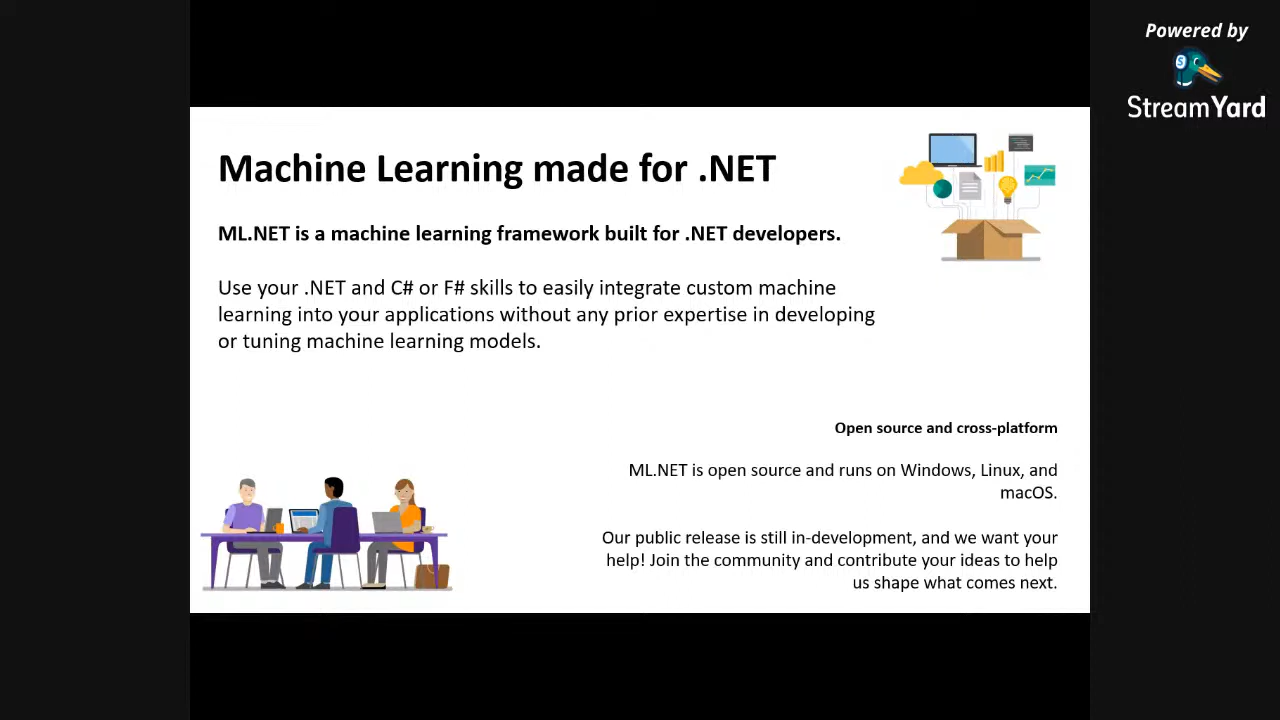 Powered by
StreamYard
Machine Learning made for .NET
ML.NET is a machine learning framework built for .NET developers.
Use your .NET and C# or F# skills to easily integrate custom machine
learning into your applications without any prior expertise in developing
or tuning machine learning models.
Open source and cross-platform
ML.NET is open source and runs on Windows, Linux, and
macOS.
Our public release is still in-development, and we want your
help! Join the community and contribute your ideas to help
us shape what comes next.